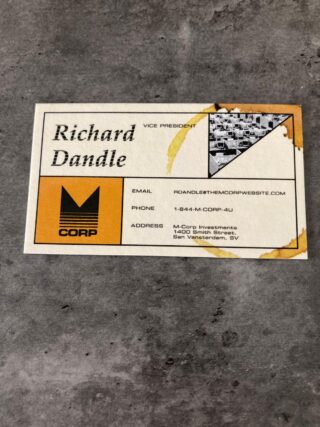 Richard
Dandle
VICE PRESIDENT
M
CORP
EMAIL RDANDLE@THEMCORPWEBSITE.COM
PHONE 1-844-M-CORP-4U
ADDRESS M-Corp Investments
1400 Smith Street.
San Vansterdam, SV